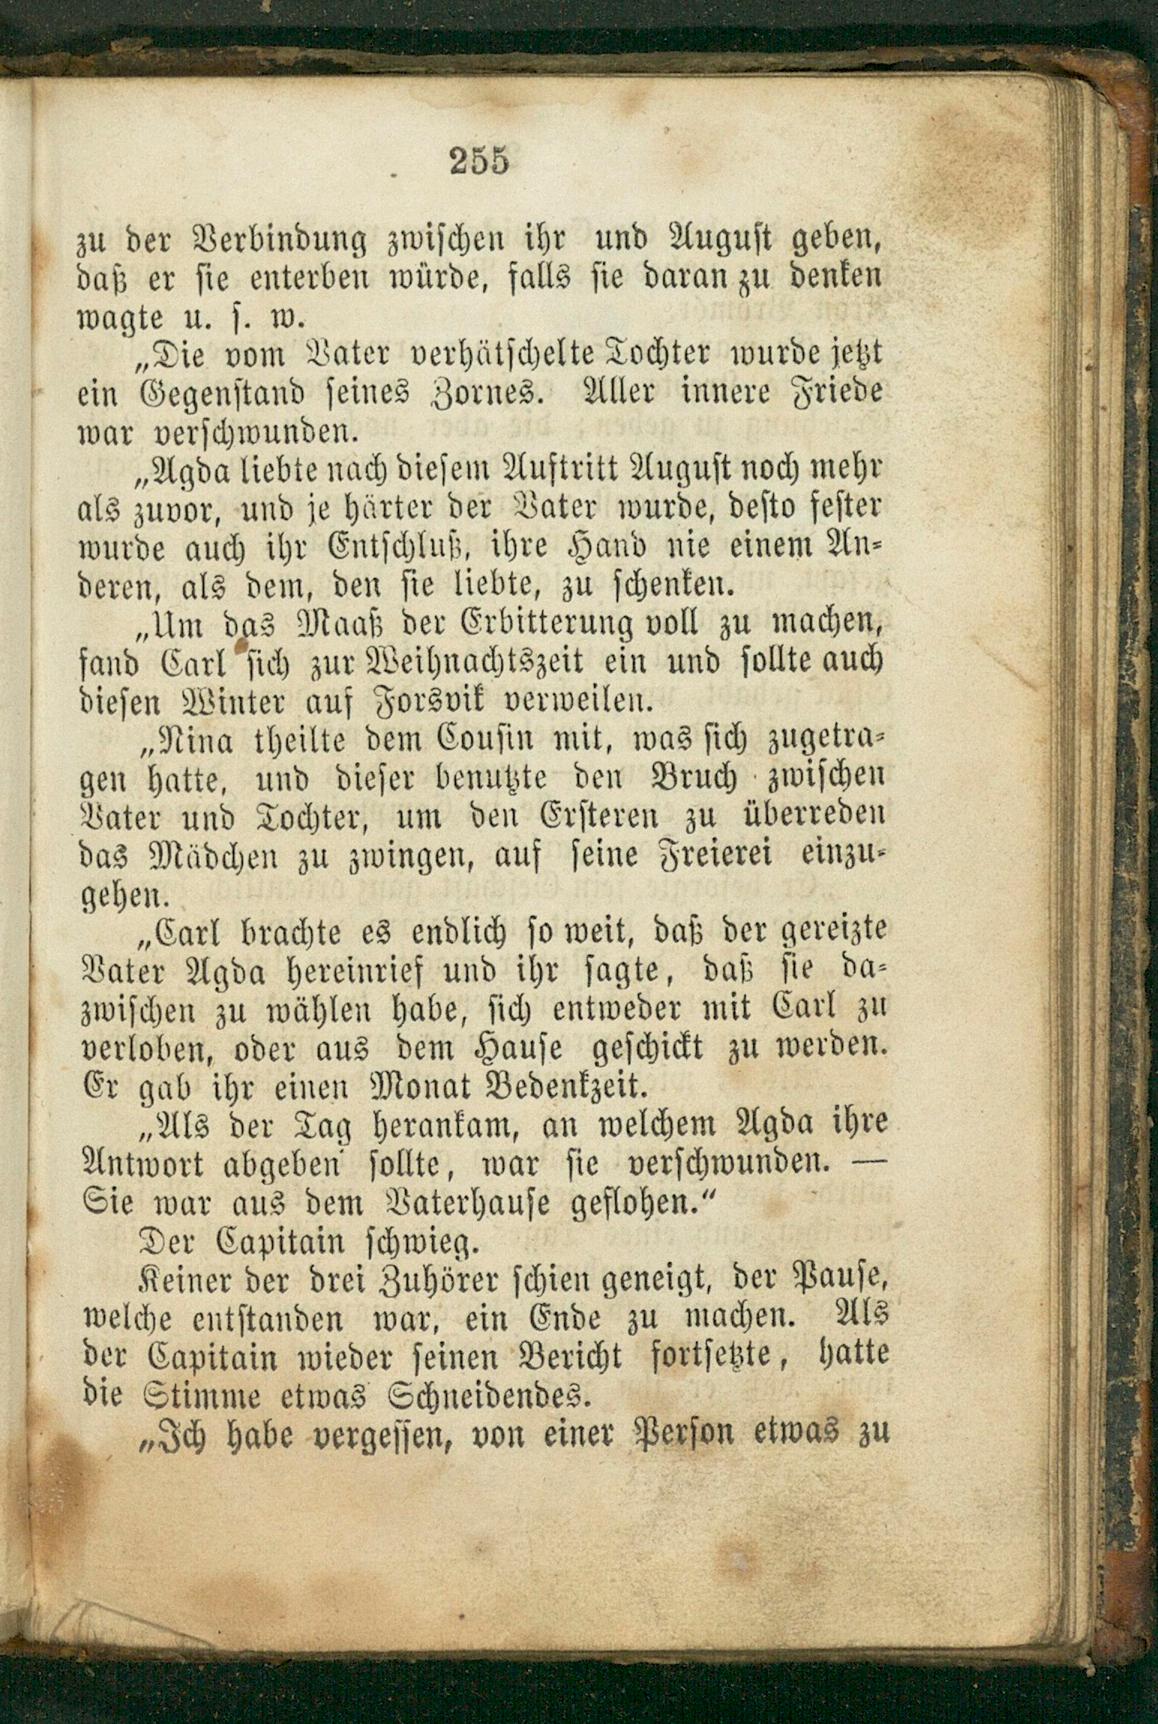 255
zu der Verbindung zwischen ihr und August geben,
daß er sie enterben würde, falls sie daran zu denken
wagte u. s. w.
„Die vom Vater verhätschelte Tochter wurde jetzt
ein Gegenstand seines Zornes. Aller innere Friede
war verschwunden.
„Agda liebte nach diesem Auftritt August noch mehr
als zuvor, und je härter der Vater wurde, desto fester
wurde auch ihr Entschluß, ihre Hand nie einem An-
deren, als dem, den sie liebte, zu schenken.
„Um das Maaß der Erbitterung voll zu machen,
fand Carl sich zur Weihnachtszeit ein und sollte auch
diesen Winter auf Forsvik verweilen.
„Nina theilte dem Cousin mit, was sich zugetra-
gen hatte, und dieser benutzte den Bruch zwischen
Vater und Tochter, um den Ersteren zu überreden
das Mädchen zu zwingen, auf seine Freierei einzu-
gehen.
„Carl brachte es endlich so weit, daß der gereizte
Vater Agda hereinrief und ihr sagte, daß sie da-
zwischen zu wählen habe, sich entweder mit Carl zu
verloben, oder aus dem Hause geschickt zu werden.
Er gab ihr einen Monat Bedenkzeit.
„Als der Tag herankam, an welchem Agda ihre
Antwort abgeben sollte, war sie verschwunden. —
Sie war aus dem Vaterhause geflohen.“
Der Capitain schwieg.
Keiner der drei Zuhörer schien geneigt, der Pause,
welche entstanden war, ein Ende zu machen. Als
der Capitain wieder seinen Bericht fortsetzte, hatte
die Stimme etwas Schneidendes.
„Ich habe vergessen, von einer Person etwas zu